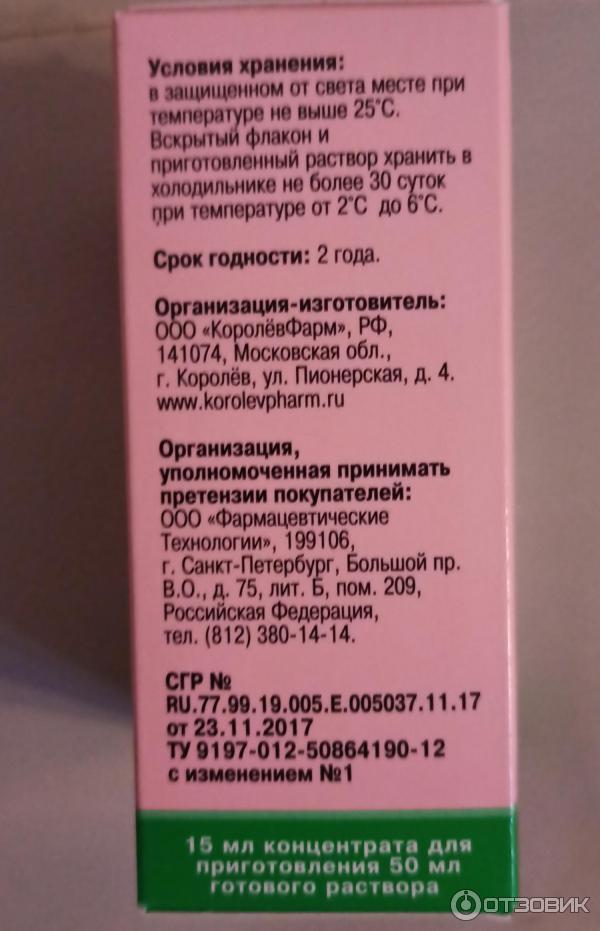 Условия хранения:
в защищенном от света месте при
температуре не выше 25°С.
Вскрытый флакон и
приготовленный раствор хранить в
холодильнике не более 30 суток
при температуре от 2°С до 6°С.
Срок годности: 2 года.
Организация-изготовитель:
ООО «КоролёвФарм», РФ,
141074, Московская обл.,
г. Королёв, ул. Пионерская, д. 4.
www.korolevpharm.ru
Организация,
уполномоченная принимать
претензии покупателей:
ООО «Фармацевтические
Технологии», 199106,
г. Санкт-Петербург, Большой пр.
В.О., д. 75, лит. Б, пом. 209,
Российская Федерация,
тел. (812) 380-14-14.
СГР №
RU.77.99.19.005.Е.005037.11.17
от 23.11.2017
ТУ 9197-012-50864190-12
с изменением №1
15 мл концентрата для
приготовления 50 мл
готового раствора
ОТЗОВИК